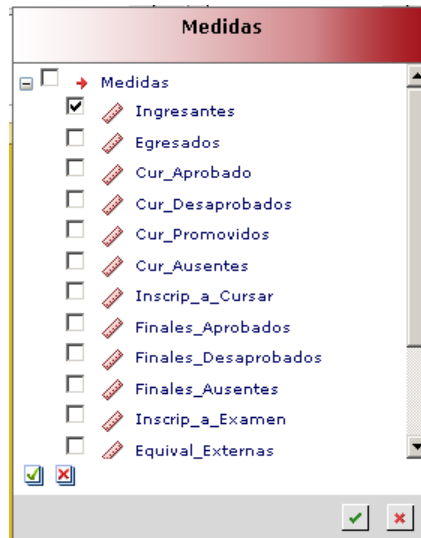 Medidas
Medidas
Ingresantes
Egresados
Cur_Aprobado
Cur_Desaprobados
Cur_Promovidos
Cur_Ausentes
Inscrip_a_Cursar
Finales_Aprobados
Finales_Desaprobados
Finales_Ausentes
Inscrip_a_Examen
Equival_Externas